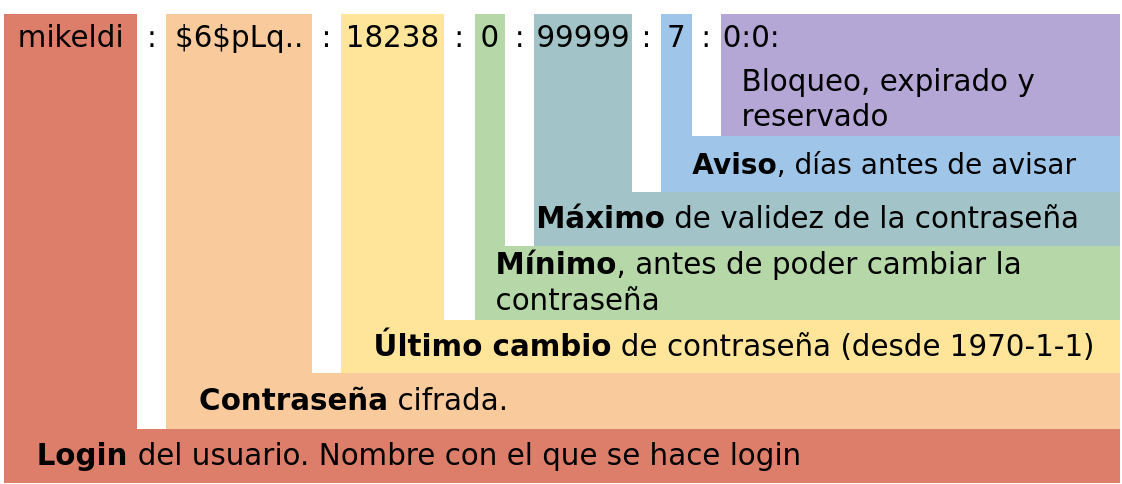 mikeldi : $6$pLq.. : 18238 : 0 : 99999 : 7 : 0:0:
Bloqueo, expirado y
reservado
Aviso, días antes de avisar
Máximo de validez de la contraseña
Mínimo, antes de poder cambiar la
contraseña
Último cambio de contraseña (desde 1970-1-1)
Contraseña cifrada.
Login del usuario. Nombre con el que se hace login